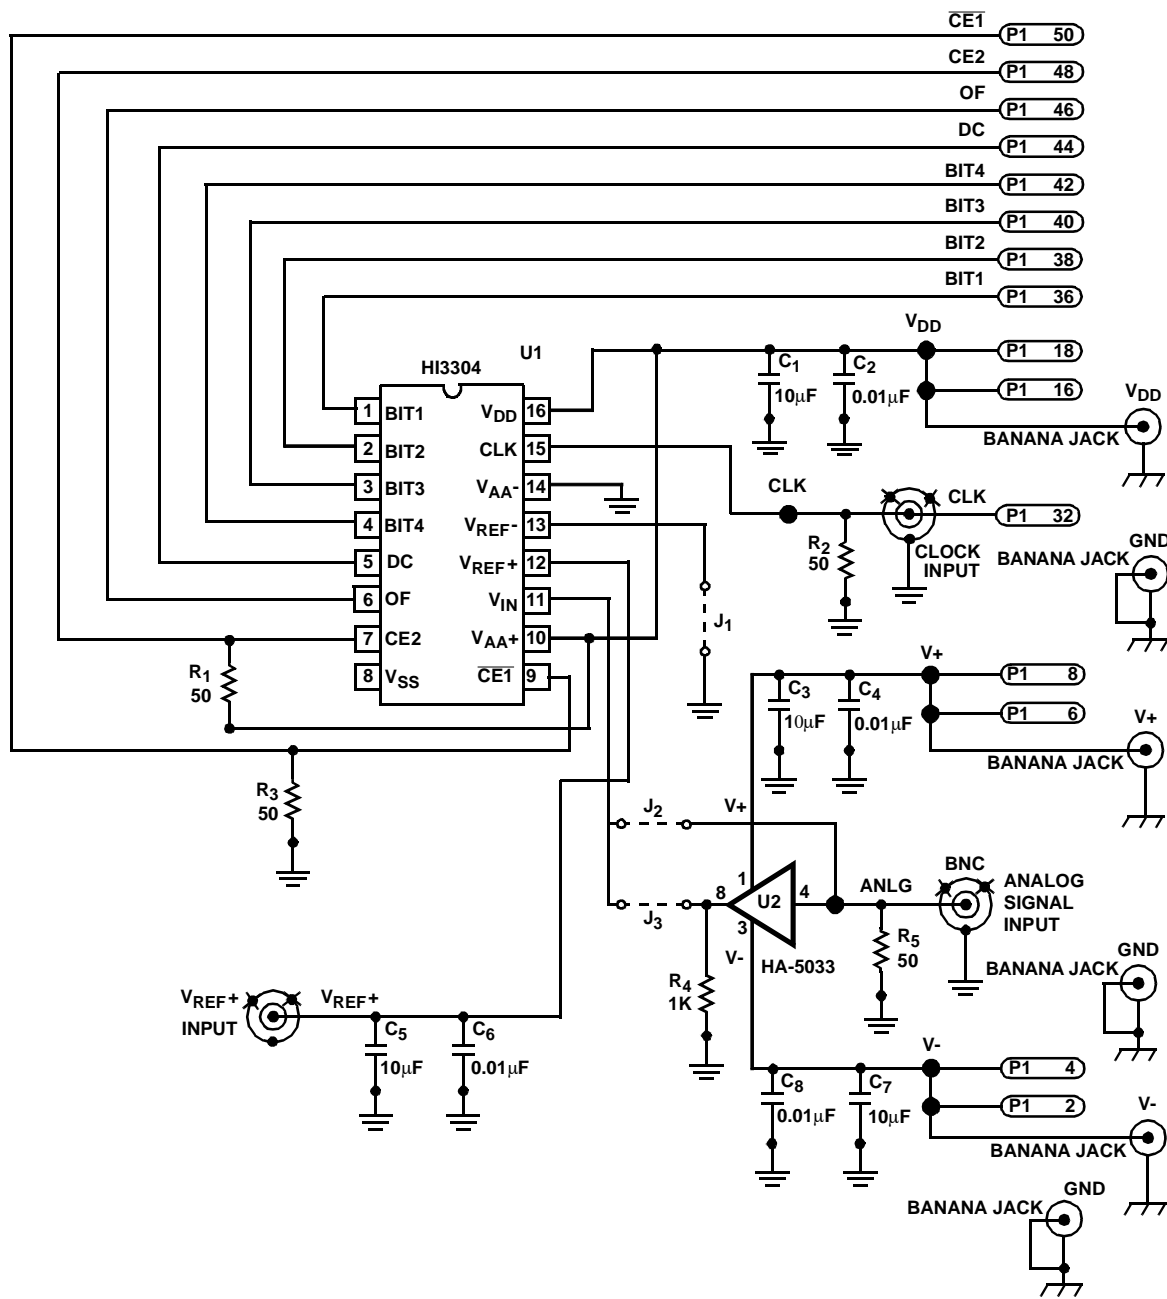 CE1 P1 50
CE2 P1 48
OF P1 46
DC P1 44
BIT4 P1 42
BIT3 P1 40
BIT2 P1 38
BIT1 P1 36
VDD P1 18
P1 16
VDD
BANANA JACK
U1
HI3304
C1
10µF
C2
0.01µF
1 BIT1 VDD 16
2 BIT2 CLK 15
3 BIT3 VAA- 14
4 BIT4 VREF- 13
5 DC VREF+ 12
6 OF VIN 11
7 CE2 VAA+ 10
8 VSS CE1 9
CLK CLK P1 32
R2
50
CLOCK
INPUT
GND
BANANA JACK
J1
R1
50
V+ P1 8
P1 6
C3
10µF
C4
0.01µF
V+
BANANA JACK
R3
50
J2
V+
J3
8 1 U2 4
3
V-
HA-5033
ANLG
BNC
ANALOG
SIGNAL
INPUT
R5
50
R4
1K
GND
BANANA JACK
VREF+
INPUT
VREF+
C5
10µF
C6
0.01µF
V- P1 4
P1 2
C8
0.01µF
C7
10µF
V-
BANANA JACK
GND
BANANA JACK